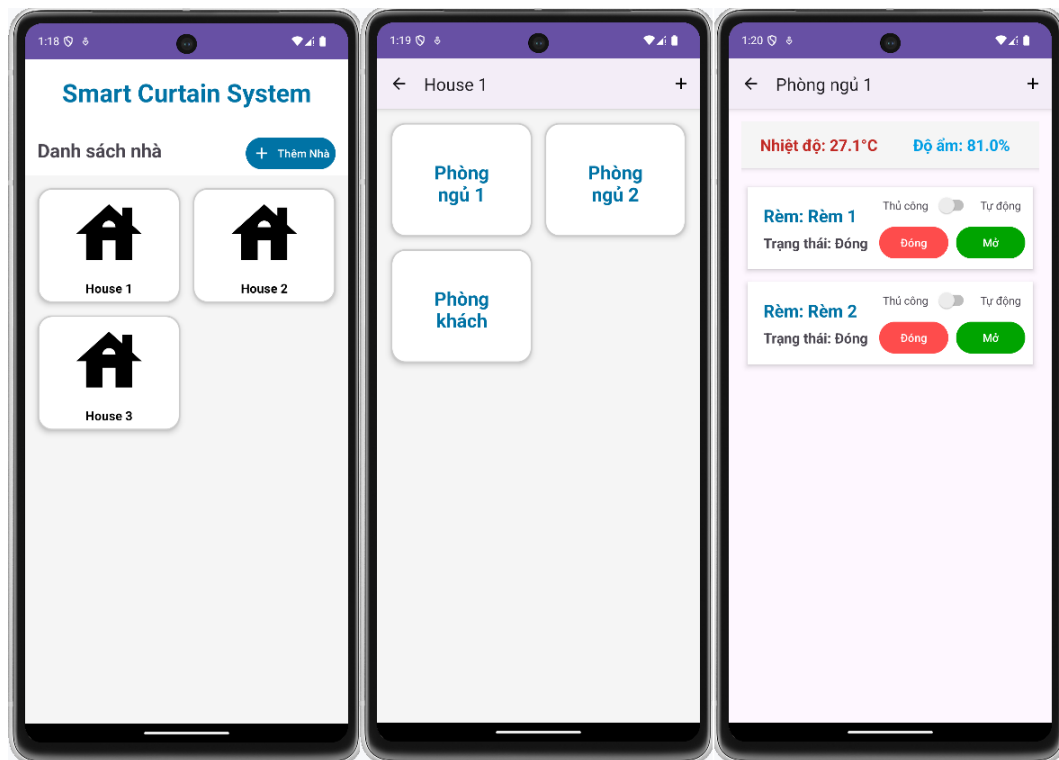 1:18
Smart Curtain System
Danh sách nhà
+ Thêm Nhà
House 1
House 2
House 3
1:19
House 1
Phòng
ngủ 1
Phòng
ngủ 2
Phòng
khách
1:20
Phòng ngủ 1
Nhiệt độ: 27.1°C
Độ ẩm: 81.0%
Rèm: Rèm 1
Thủ công
Tự động
Trạng thái: Đóng
Đóng
Mở
Rèm: Rèm 2
Thủ công
Tự động
Trạng thái: Đóng
Đóng
Mở